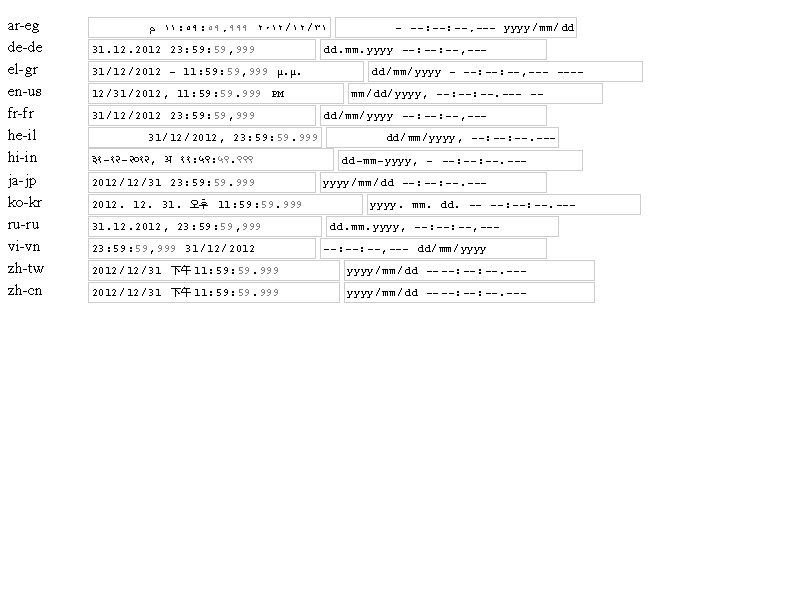 ar-eg م ١١:٥٩:٥٩,٩٩٩ ٢٠١٢/١٢/٣١ - --:--:--,--- yyyy/mm/dd
de-de 31.12.2012 23:59:59,999 dd.mm.yyyy --:--:--,---
el-gr 31/12/2012 - 11:59:59,999 μ.μ. dd/mm/yyyy - --:--:--,--- ----
en-us 12/31/2012, 11:59:59.999 PM mm/dd/yyyy, --:--:--.--- --
fr-fr 31/12/2012 23:59:59,999 dd/mm/yyyy --:--:--,---
he-il 31/12/2012, 23:59:59.999 dd/mm/yyyy, --:--:--.---
hi-in ३१-१२-२०१२, अ ११:५९:५९.९९९ dd-mm-yyyy, - --:--:--.---
ja-jp 2012/12/31 23:59:59.999 yyyy/mm/dd --:--:--.---
ko-kr 2012. 12. 31. 오후 11:59:59.999 yyyy. mm. dd. -- --:--:--.---
ru-ru 31.12.2012, 23:59:59,999 dd.mm.yyyy, --:--:--,---
vi-vn 23:59:59,999 31/12/2012 --:--:--,--- dd/mm/yyyy
zh-tw 2012/12/31 下午11:59:59.999 yyyy/mm/dd ----:--:--.---
zh-cn 2012/12/31 下午11:59:59.999 yyyy/mm/dd ----:--:--.---